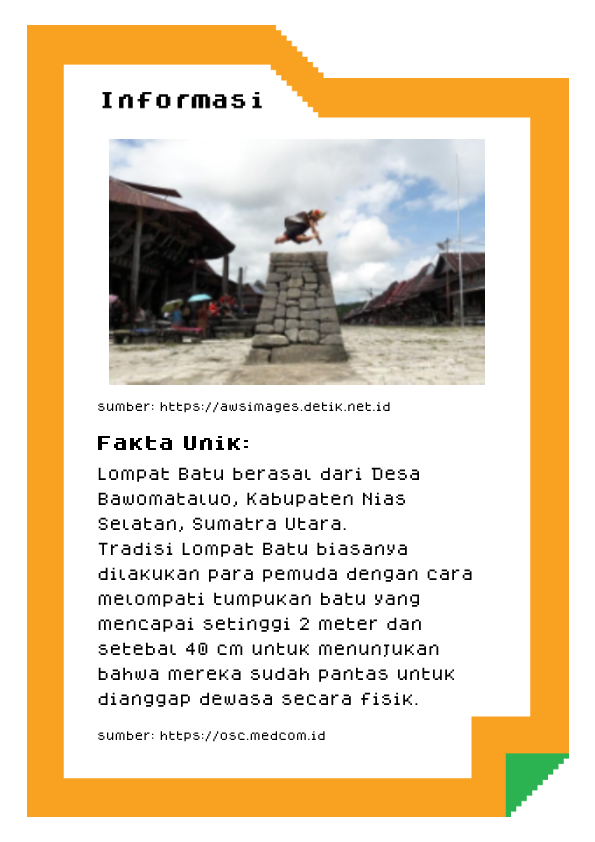 Informasi
sumber: https://awsimages.detik.net.id
Fakta Unik:
Lompat Batu berasal dari Desa
Bawomataluo, Kabupaten Nias
Selatan, Sumatra Utara.
Tradisi Lompat Batu biasanya
dilakukan para pemuda dengan cara
melompati tumpukan batu yang
mencapai setinggi 2 meter dan
setebal 40 cm untuk menunjukan
bahwa mereka sudah pantas untuk
dianggap dewasa secara fisik.
sumber: https://osc.medcom.id